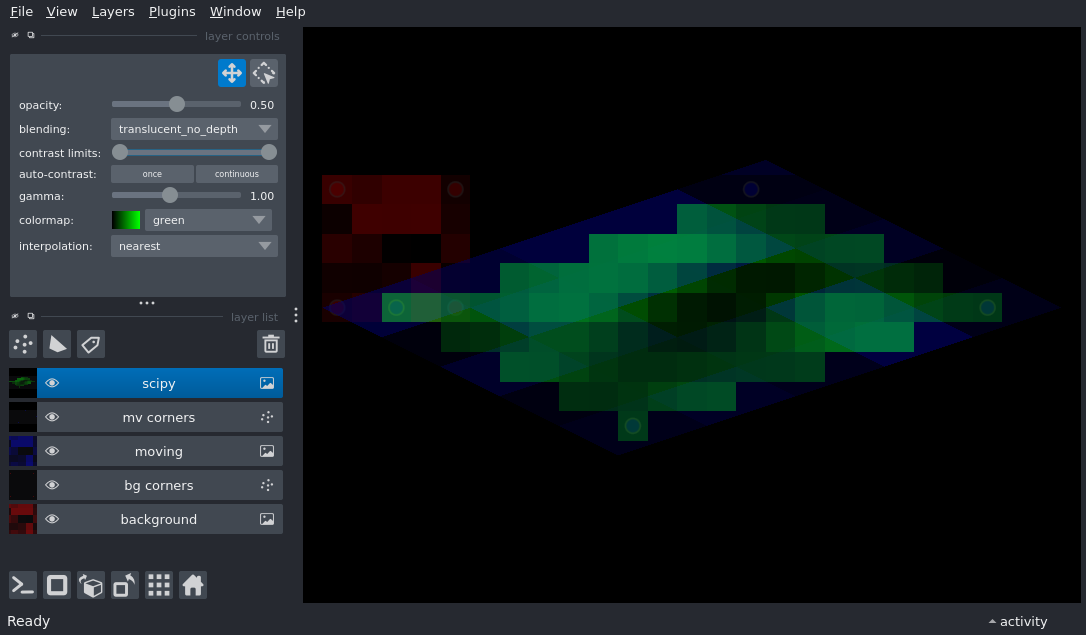 File View Layers Plugins Window Help
layer controls
opacity: 0.50
blending: translucent_no_depth
contrast limits:
auto-contrast: once continuous
gamma: 1.00
colormap: green
interpolation: nearest
layer list
scipy
mv corners
moving
bg corners
background
Ready
activity